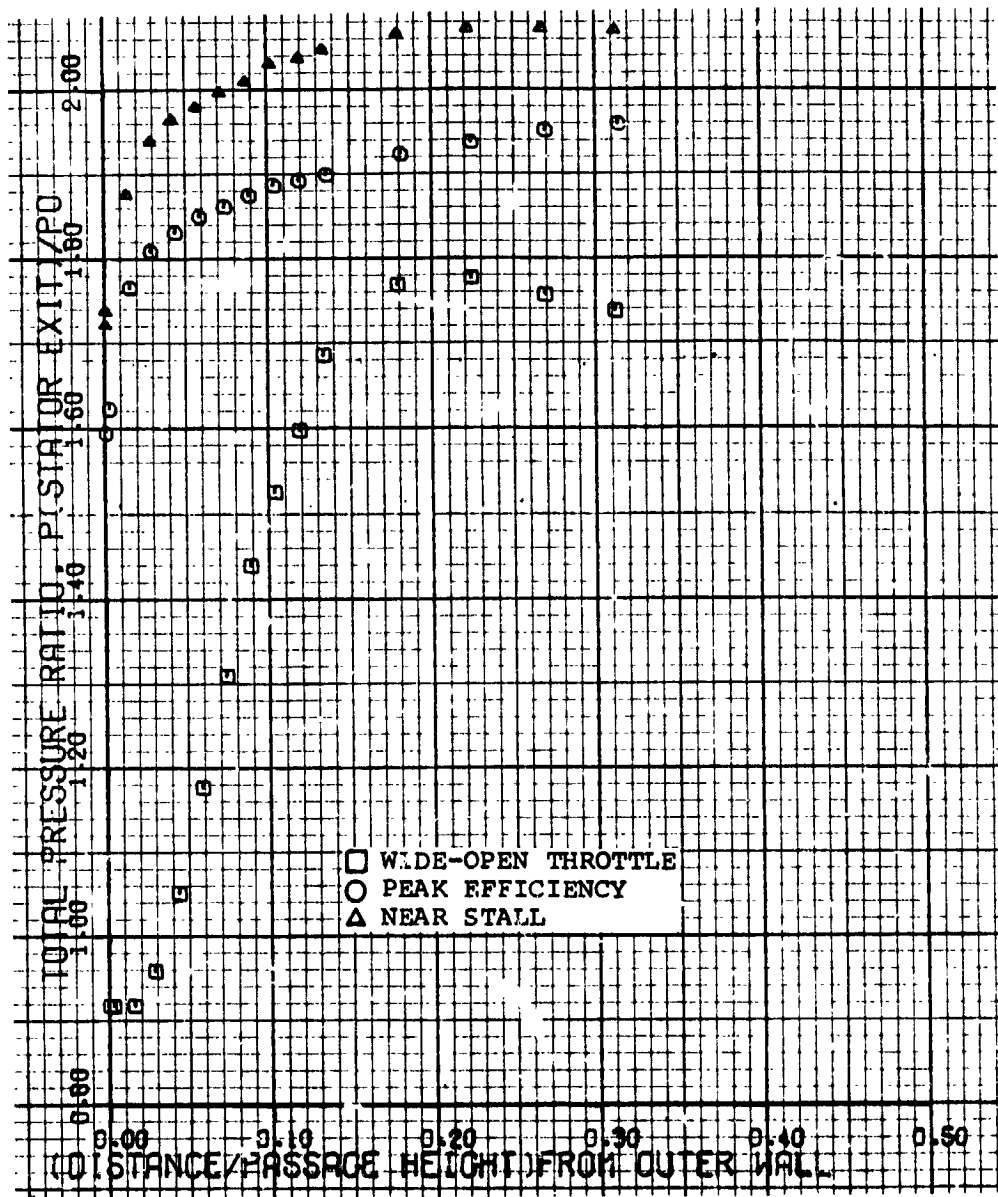 TOTAL PRESSURE RATIO, P(STATOR EXIT)/PO
2.00
1.80
1.60
1.40
1.20
1.00
0.80
WIDE-OPEN THROTTLE
PEAK EFFICIENCY
NEAR STALL
0.00 0.10 0.20 0.30 0.40 0.50
(DISTANCE/PASSAGE HEIGHT)FROM OUTER WALL